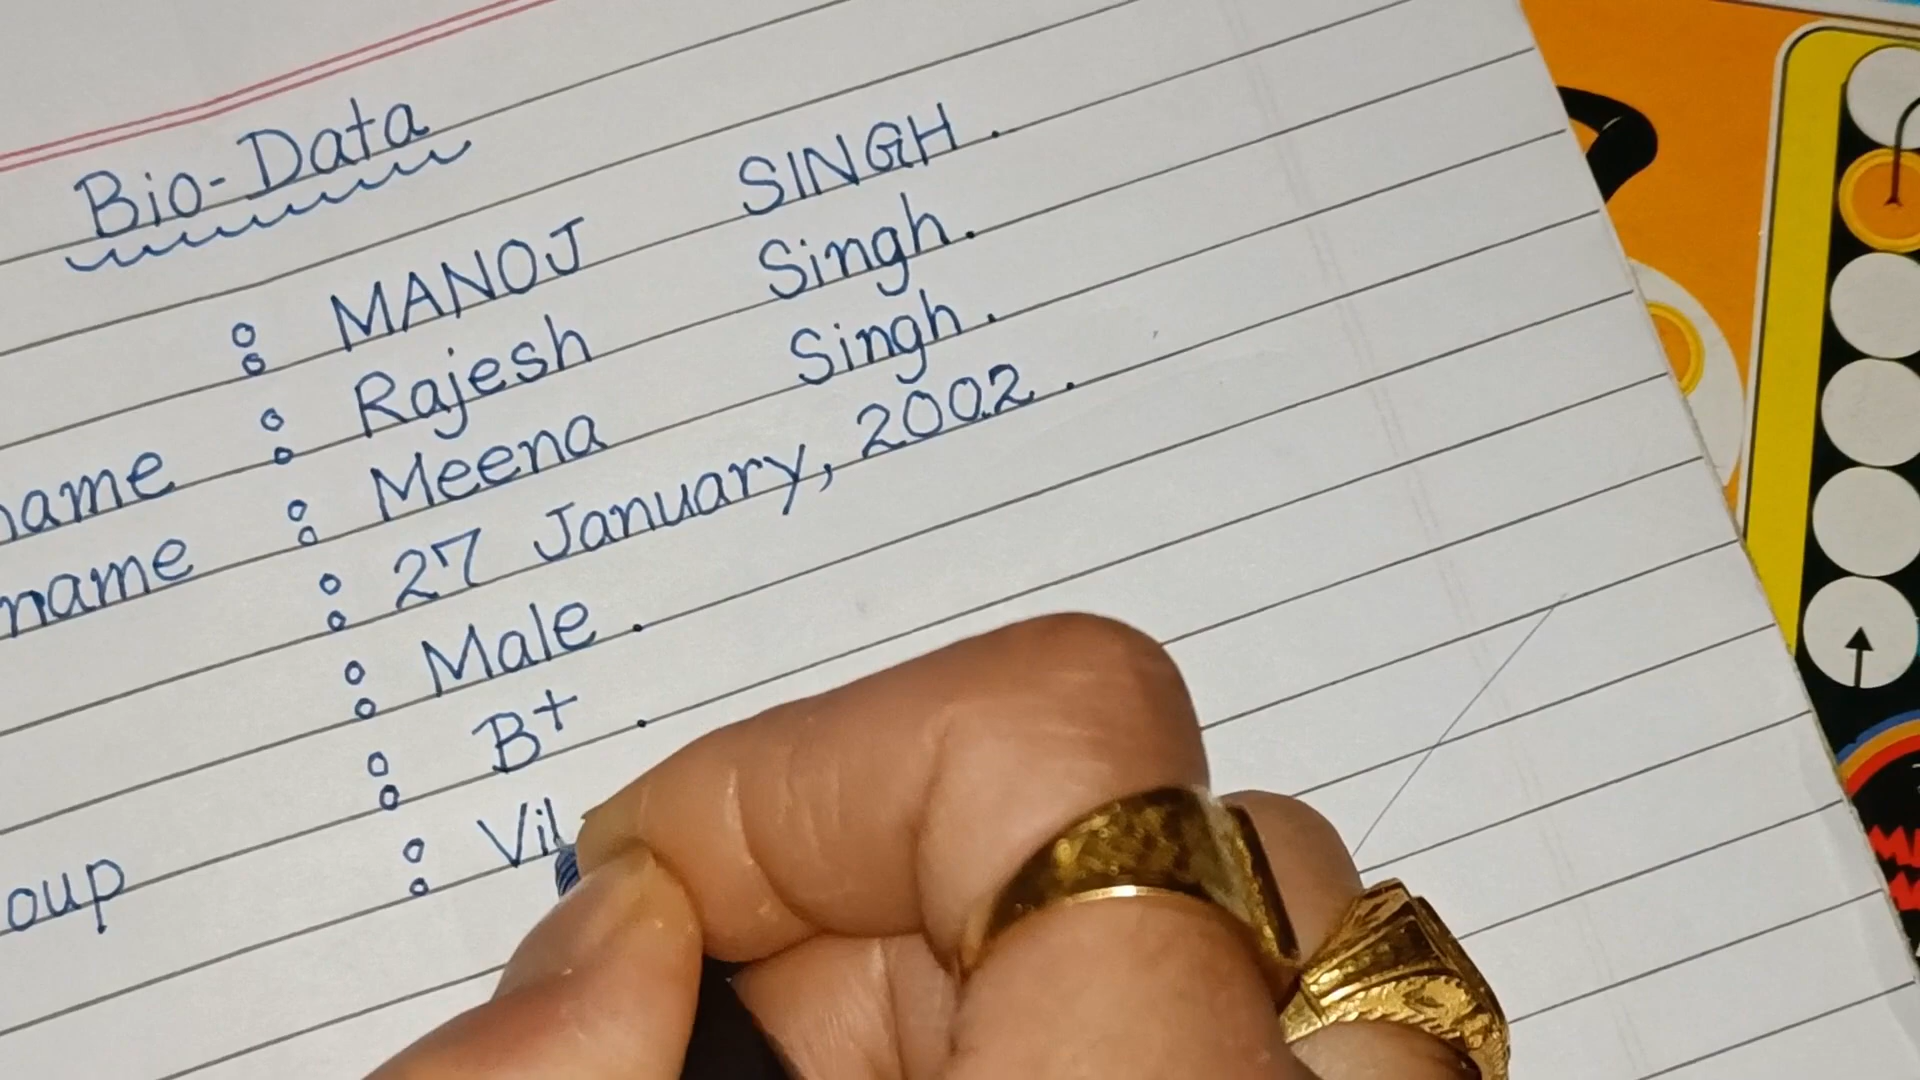 Bio-Data
: MANOJ SINGH.
name : Rajesh Singh.
name : Meena Singh.
: 27 January, 2002.
: Male.
: B+.
oup : Vil